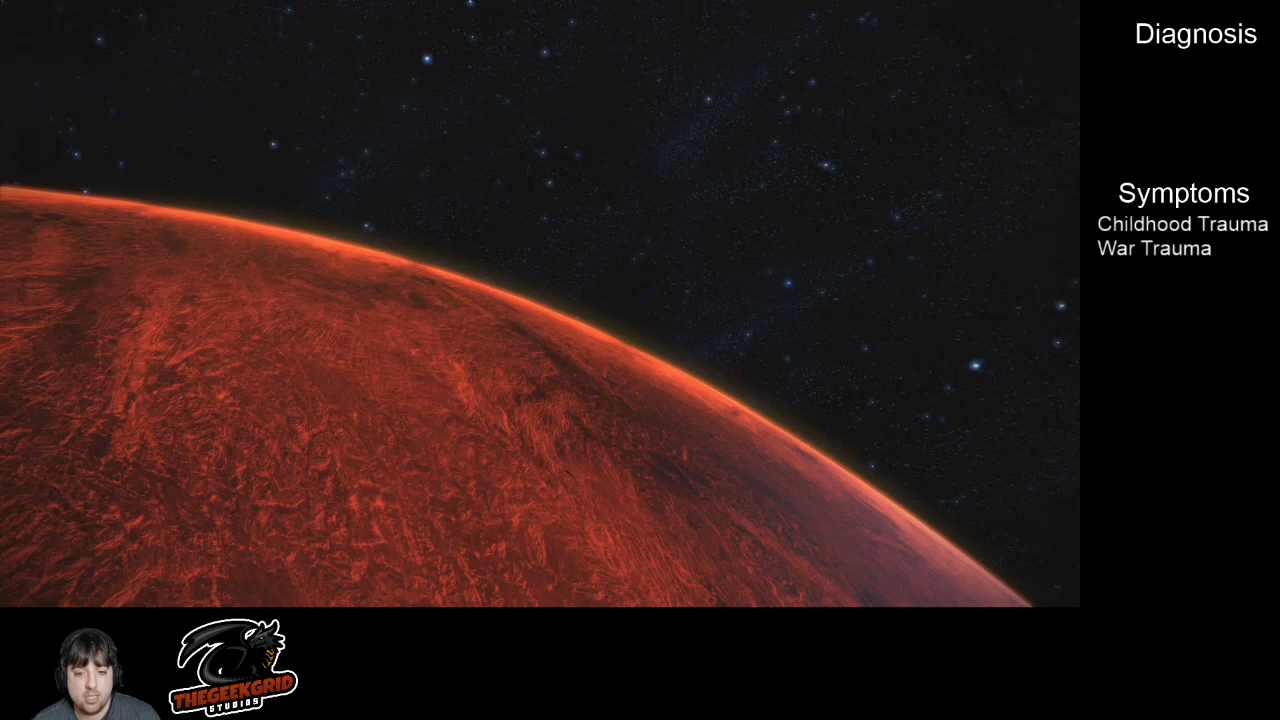 Diagnosis
Symptoms
Childhood Trauma
War Trauma
THEGEEKGRID
STUDIOS